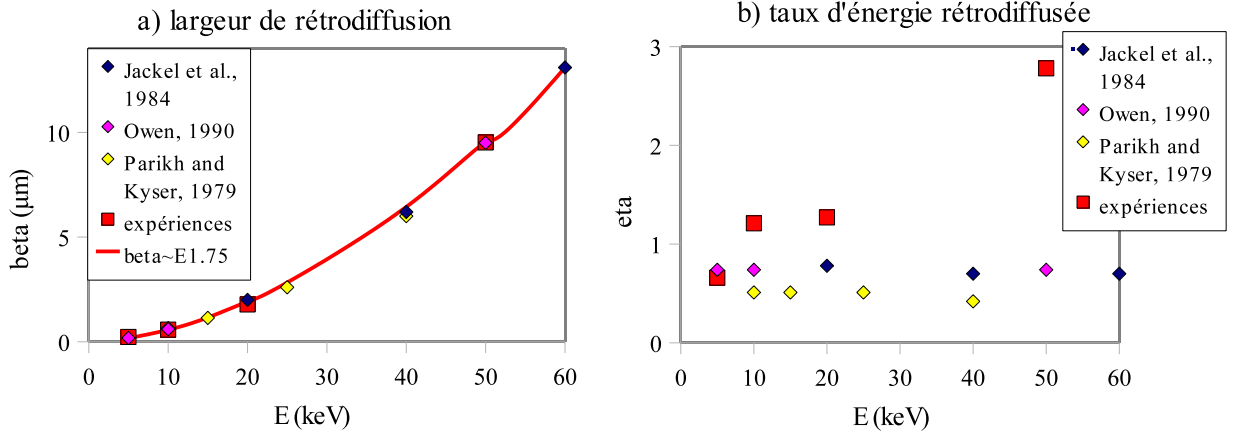 a) largeur de rétrodiffusion
Jackel et al.,
1984
Owen, 1990
Parikh and
Kyser, 1979
expériences
beta~E1.75
beta (µm)
10
5
0
0 10 20 30 40 50 60
E (keV)
b) taux d'énergie rétrodiffusée
Jackel et al.,
1984
Owen, 1990
Parikh and
Kyser, 1979
expériences
eta
3
2
1
0
0 10 20 30 40 50 60
E (keV)